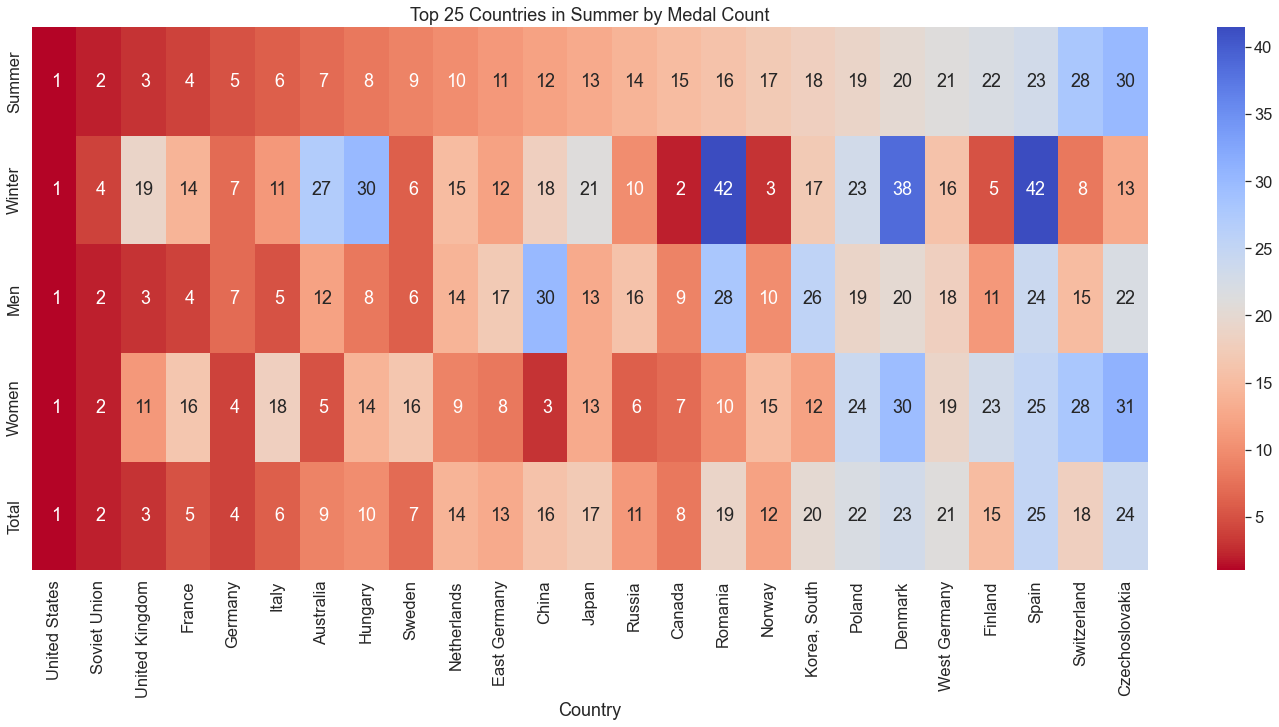 Top 25 Countries in Summer by Medal Count
Summer 1 2 3 4 5 6 7 8 9 10 11 12 13 14 15 16 17 18 19 20 21 22 23 28 30
Winter 1 4 19 14 7 11 27 30 6 15 12 18 21 10 2 42 3 17 23 38 16 5 42 8 13
Men 1 2 3 4 7 5 12 8 6 14 17 30 13 16 9 28 10 26 19 20 18 11 24 15 22
Women 1 2 11 16 4 18 5 14 16 9 8 3 13 6 7 10 15 12 24 30 19 23 25 28 31
Total 1 2 3 5 4 6 9 10 7 14 13 16 17 11 8 19 12 20 22 23 21 15 25 18 24
United States
Soviet Union
United Kingdom
France
Germany
Italy
Australia
Hungary
Sweden
Netherlands
East Germany
China
Japan
Russia
Canada
Romania
Norway
Korea, South
Poland
Denmark
West Germany
Finland
Spain
Switzerland
Czechoslovakia
Country
40
35
30
25
20
15
10
5